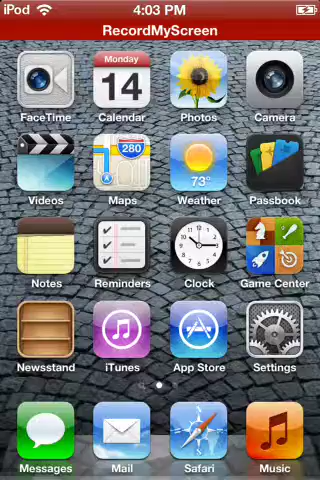 iPod 4:03 PM
RecordMyScreen
Monday
14
FaceTime Calendar Photos Camera
280
73°
Videos Maps Weather Passbook
Notes Reminders Clock Game Center
Newsstand iTunes App Store Settings
Messages Mail Safari Music